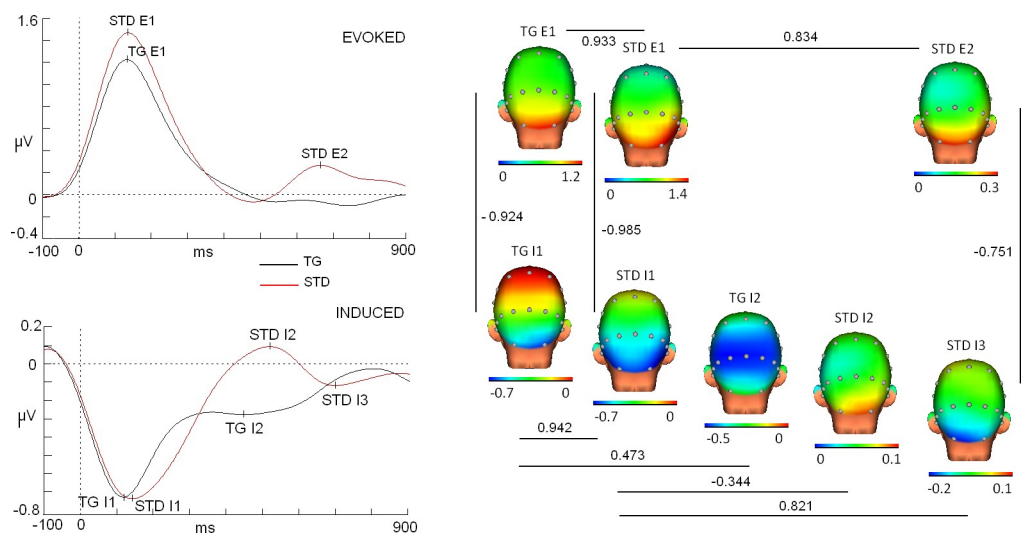 1.6
STD E1
EVOKED
TG E1
μV
STD E2
0
-0.4
-100 0 ms 900
TG
STD
0.2
INDUCED
STD I2
0
μV
STD I3
TG I2
TG I1
STD I1
-0.8
-100 0 ms 900
TG E1
0.933
STD E1
0.834
STD E2
0 1.2
0 1.4
0 0.3
-0.924
-0.985
-0.751
TG I1
STD I1
TG I2
STD I2
STD I3
-0.7 0
-0.7 0
-0.5 0
0 0.1
-0.2 0.1
0.942
0.473
-0.344
0.821